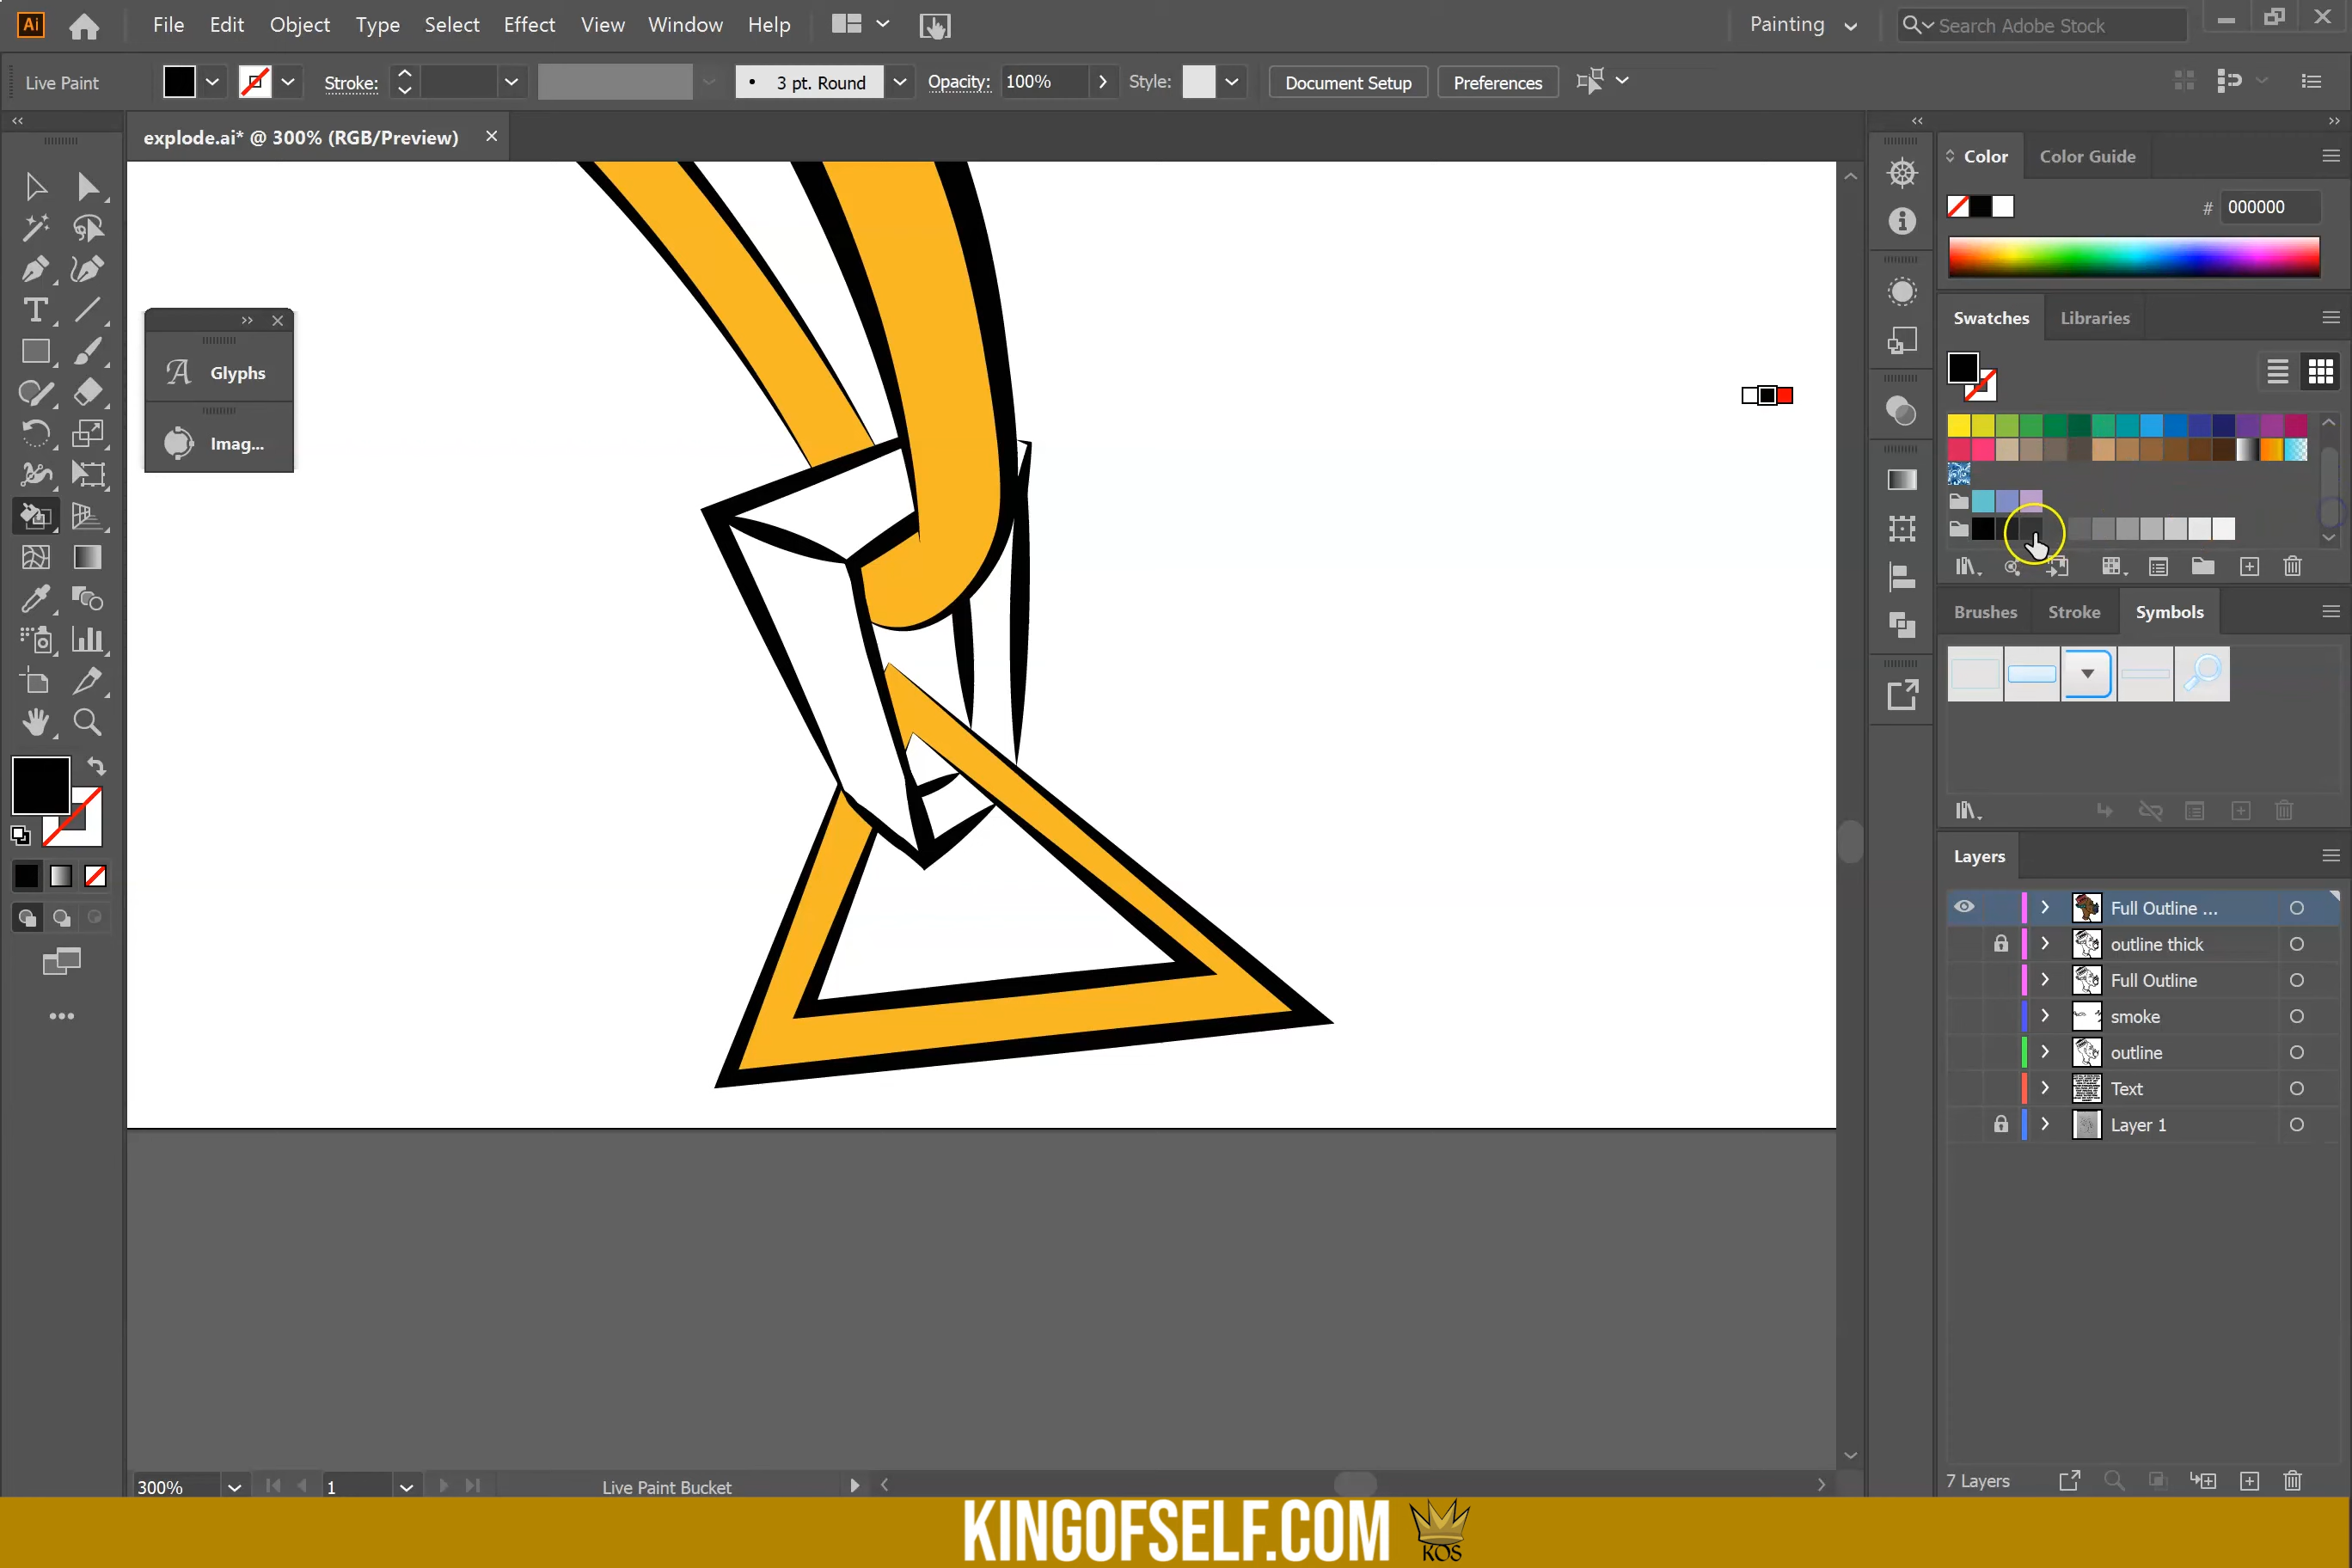 Ai File Edit Object Type Select Effect View Window Help Painting Search Adobe Stock
Live Paint Stroke: 3 pt. Round Opacity: 100% Style: Document Setup Preferences
explode.ai* @ 300% (RGB/Preview)
Color Color Guide
# 000000
Swatches Libraries
Glyphs
Imag...
Brushes Stroke Symbols
Layers
Full Outline ...
outline thick
Full Outline
smoke
outline
Text
Layer 1
7 Layers
300% 1 Live Paint Bucket
KINGOFSELF.COM KOS